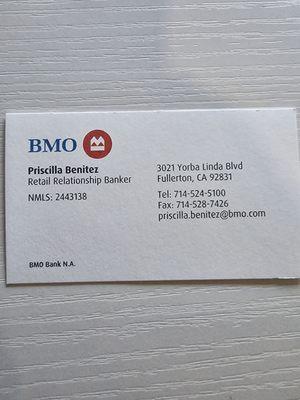 BMO
Priscilla Benitez
Retail Relationship Banker
NMLS: 2443138
3021 Yorba Linda Blvd
Fullerton, CA 92831
Tel: 714-524-5100
Fax: 714-528-7426
priscilla.benitez@bmo.com
BMO Bank N.A.